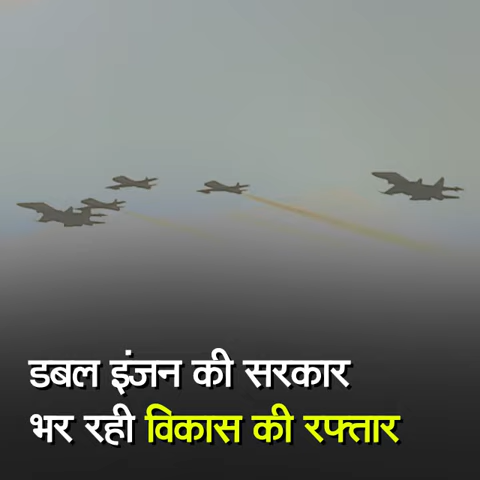 डबल इंजन की सरकार
भर रही विकास की रफ्तार